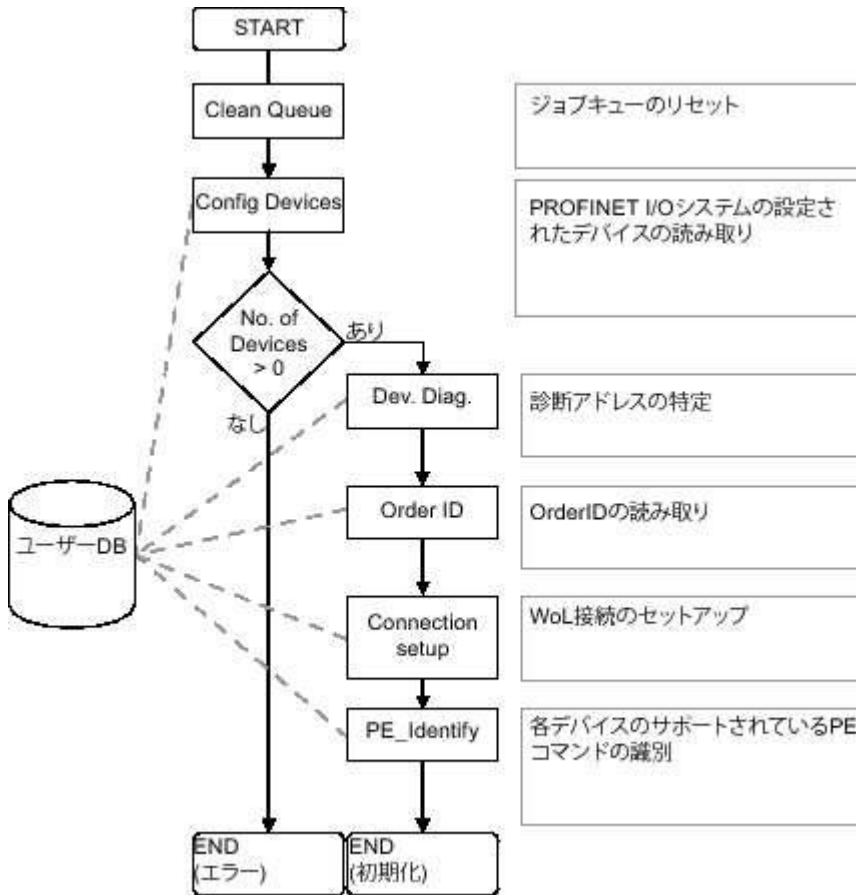 START
Clean Queue
ジョブキューのリセット
Config Devices
PROFINET I/Oシステムの設定さ
れたデバイスの読み取り
No. of
Devices
> 0
あり
なし
Dev. Diag.
診断アドレスの特定
Order ID
OrderIDの読み取り
ユーザーDB
Connection
setup
WoL接続のセットアップ
PE_Identify
各デバイスのサポートされているPE
コマンドの識別
END
(エラー)
END
(初期化)